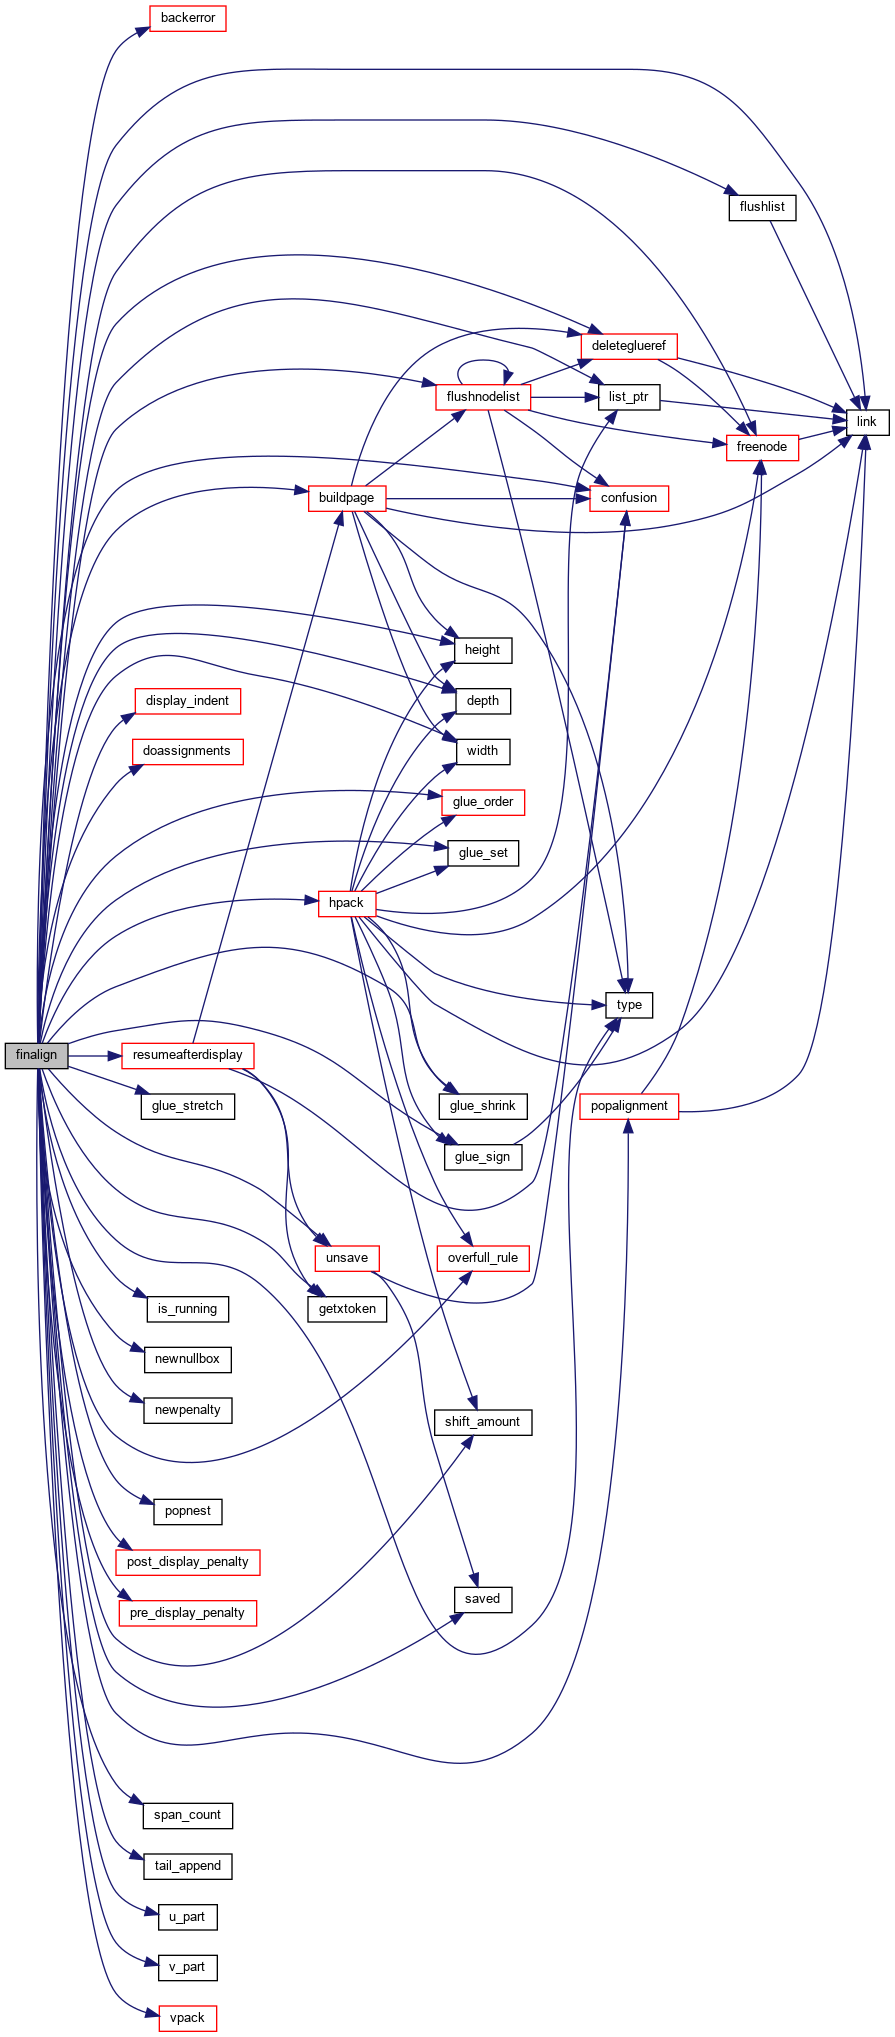 backerror
flushlist
deleteglueref
flushnodelist
list_ptr
link
freenode
buildpage
confusion
height
display_indent
depth
doassignments
width
glue_order
glue_set
hpack
type
finalign
resumeafterdisplay
glue_stretch
glue_shrink
popalignment
glue_sign
unsave
overfull_rule
is_running
getxtoken
newnullbox
newpenalty
shift_amount
popnest
post_display_penalty
saved
pre_display_penalty
span_count
tail_append
u_part
v_part
vpack